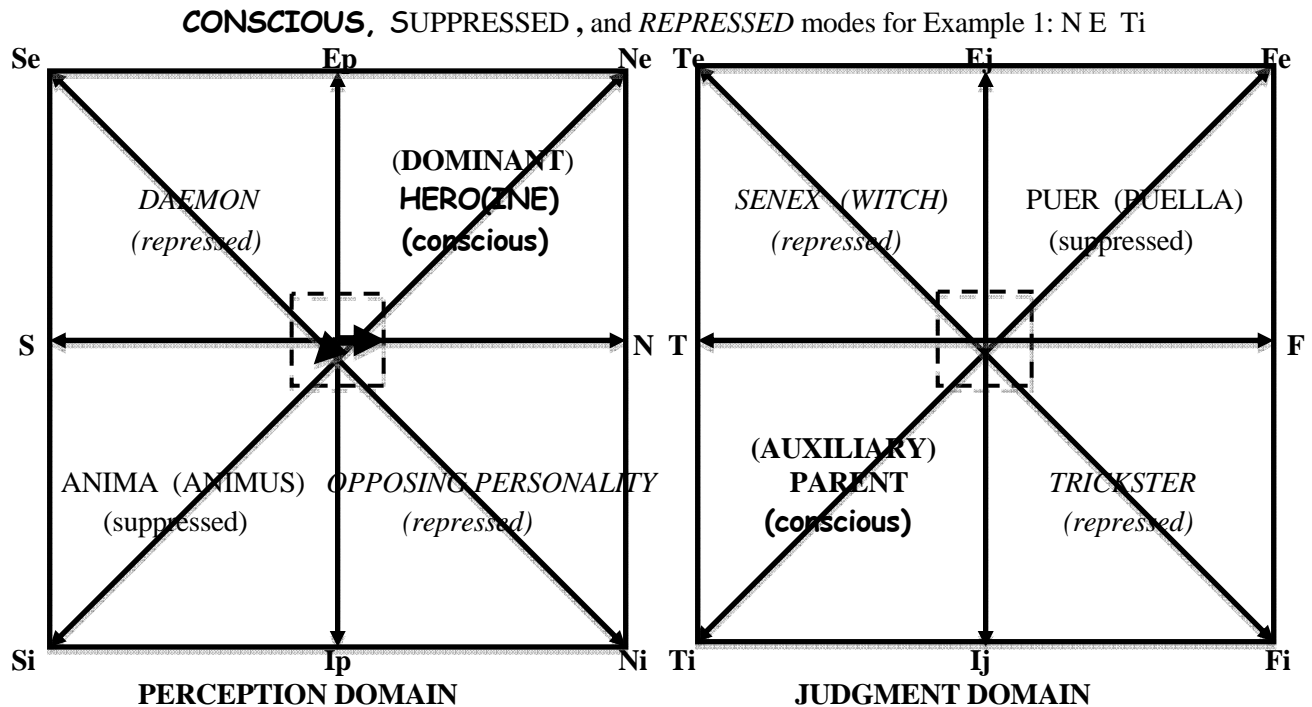 CONSCIOUS, SUPPRESSED , and REPRESSED modes for Example 1: N E Ti
Se Ep Ne Te Ej Fe
(DOMINANT)
HERO(INE)
(conscious)
DAEMON
(repressed)
SENEX (WITCH)
(repressed)
PUER (PUELLA)
(suppressed)
S N T F
ANIMA (ANIMUS)
(suppressed)
OPPOSING PERSONALITY
(repressed)
(AUXILIARY)
PARENT
(conscious)
TRICKSTER
(repressed)
Si Ip Ni Ti Ij Fi
PERCEPTION DOMAIN JUDGMENT DOMAIN